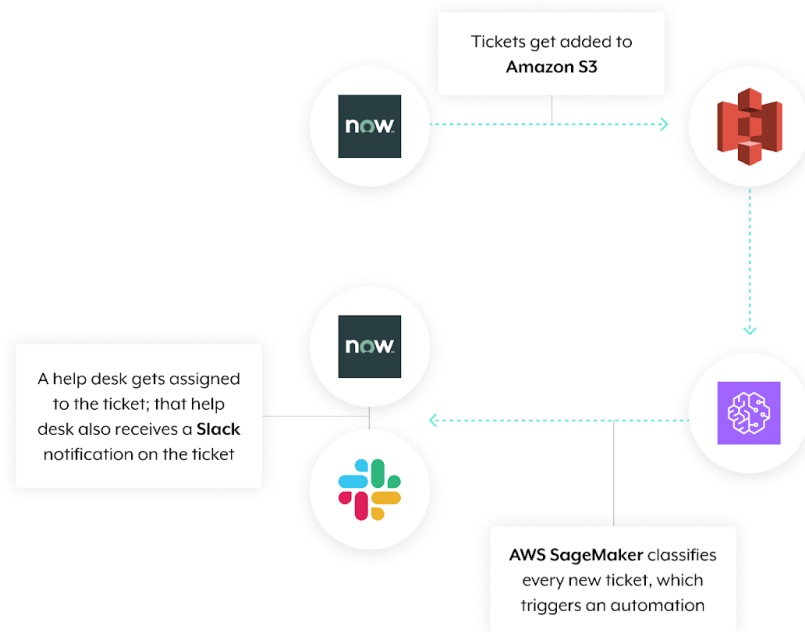 Tickets get added to
Amazon S3
now
now
A help desk gets assigned
to the ticket; that help
desk also receives a Slack
notification on the ticket
AWS SageMaker classifies
every new ticket, which
triggers an automation